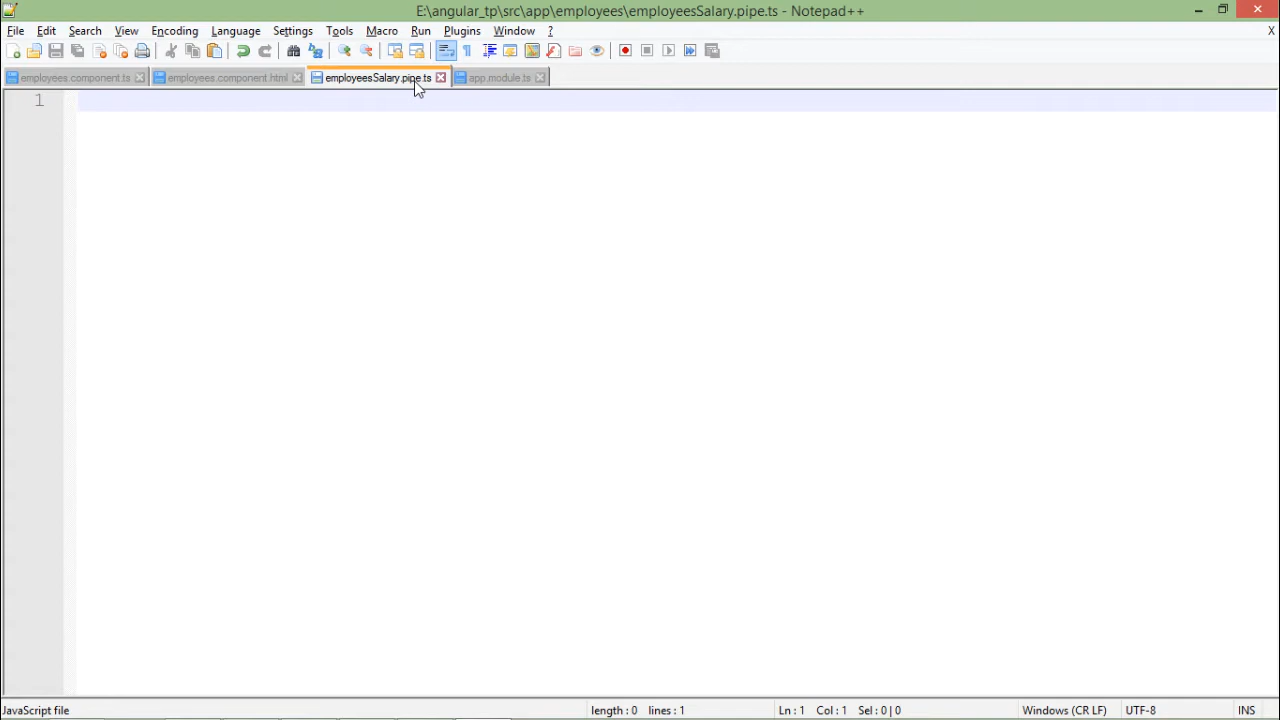 E:\angular_tp\src\app\employees\employeesSalary.pipe.ts - Notepad++
File Edit Search View Encoding Language Settings Tools Macro Run Plugins Window ? X
employees.component.ts employees.component.html employeesSalary.pipe.ts app.module.ts
1
JavaScript file length : 0 lines : 1 Ln : 1 Col : 1 Sel : 0 | 0 Windows (CR LF) UTF-8 INS